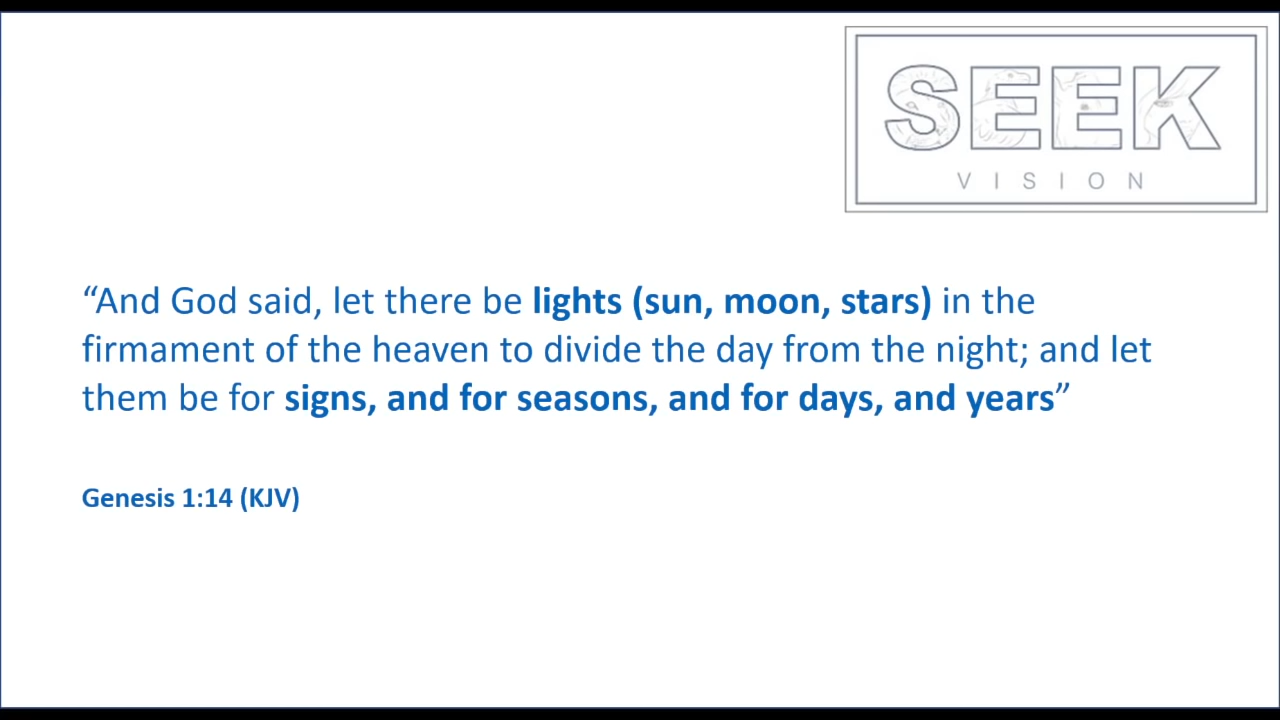 SEEK
VISION
“And God said, let there be lights (sun, moon, stars) in the
firmament of the heaven to divide the day from the night; and let
them be for signs, and for seasons, and for days, and years”
Genesis 1:14 (KJV)